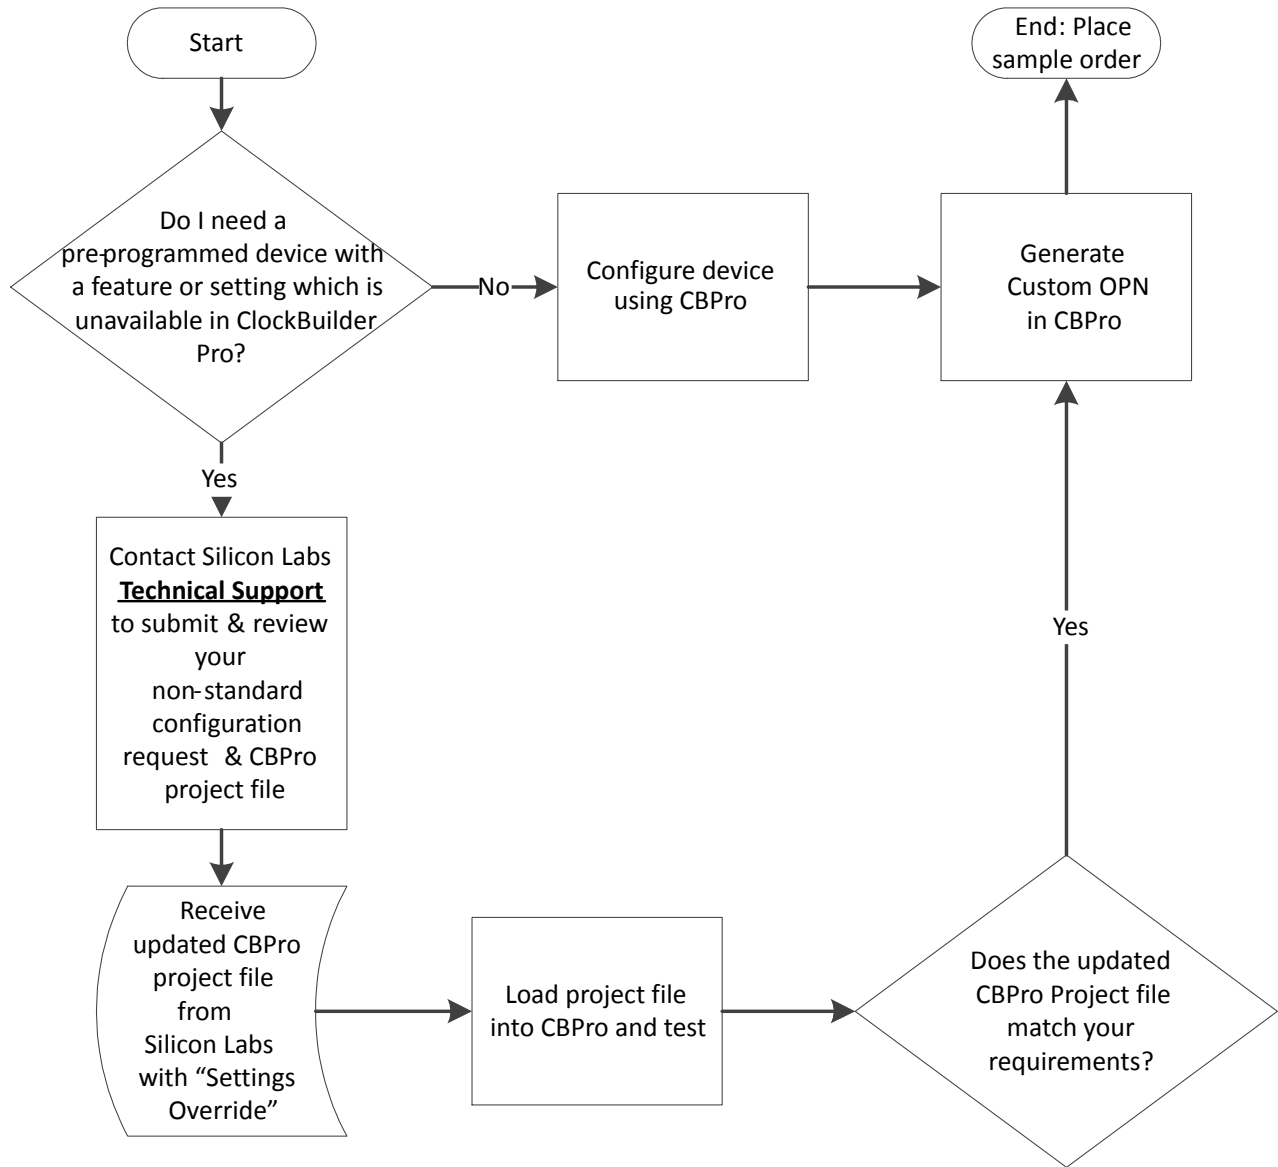 Start
End: Place
sample order
Do I need a
pre-programmed device with
a feature or setting which is
unavailable in ClockBuilder
Pro?
No
Configure device
using CBPro
Generate
Custom OPN
in CBPro
Yes
Contact Silicon Labs
Technical Support
to submit & review
your
non-standard
configuration
request & CBPro
project file
Yes
Receive
updated CBPro
project file
from
Silicon Labs
with “Settings
Override”
Load project file
into CBPro and test
Does the updated
CBPro Project file
match your
requirements?